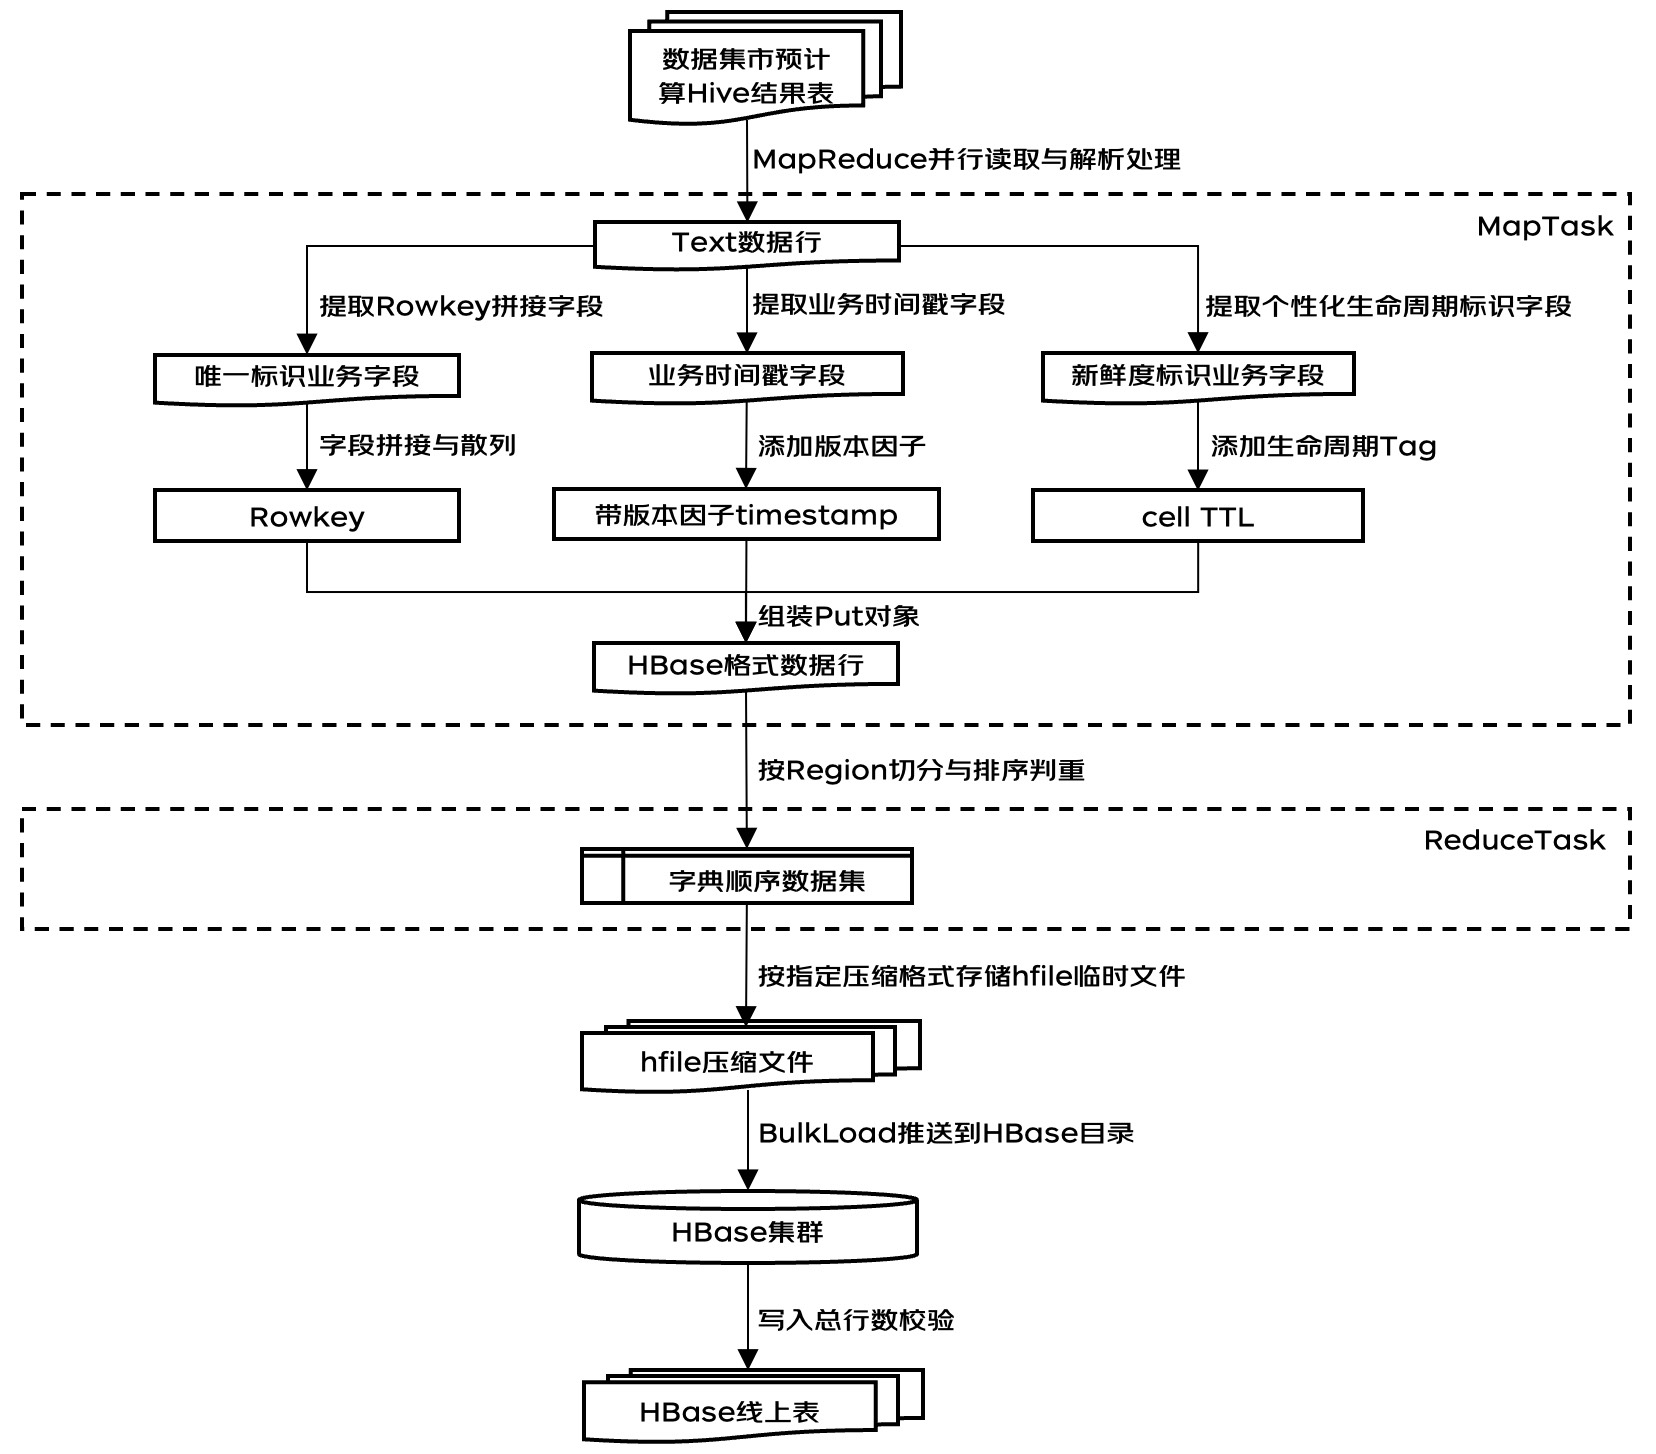 数据集市预计
算Hive结果表
MapReduce并行读取与解析处理
MapTask
Text数据行
提取Rowkey拼接字段
提取业务时间戳字段
提取个性化生命周期标识字段
唯一标识业务字段
业务时间戳字段
新鲜度标识业务字段
字段拼接与散列
添加版本因子
添加生命周期Tag
Rowkey
带版本因子timestamp
cell TTL
组装Put对象
HBase格式数据行
按Region切分与排序判重
ReduceTask
字典顺序数据集
按指定压缩格式存储hfile临时文件
hfile压缩文件
BulkLoad推送到HBase目录
HBase集群
写入总行数校验
HBase线上表